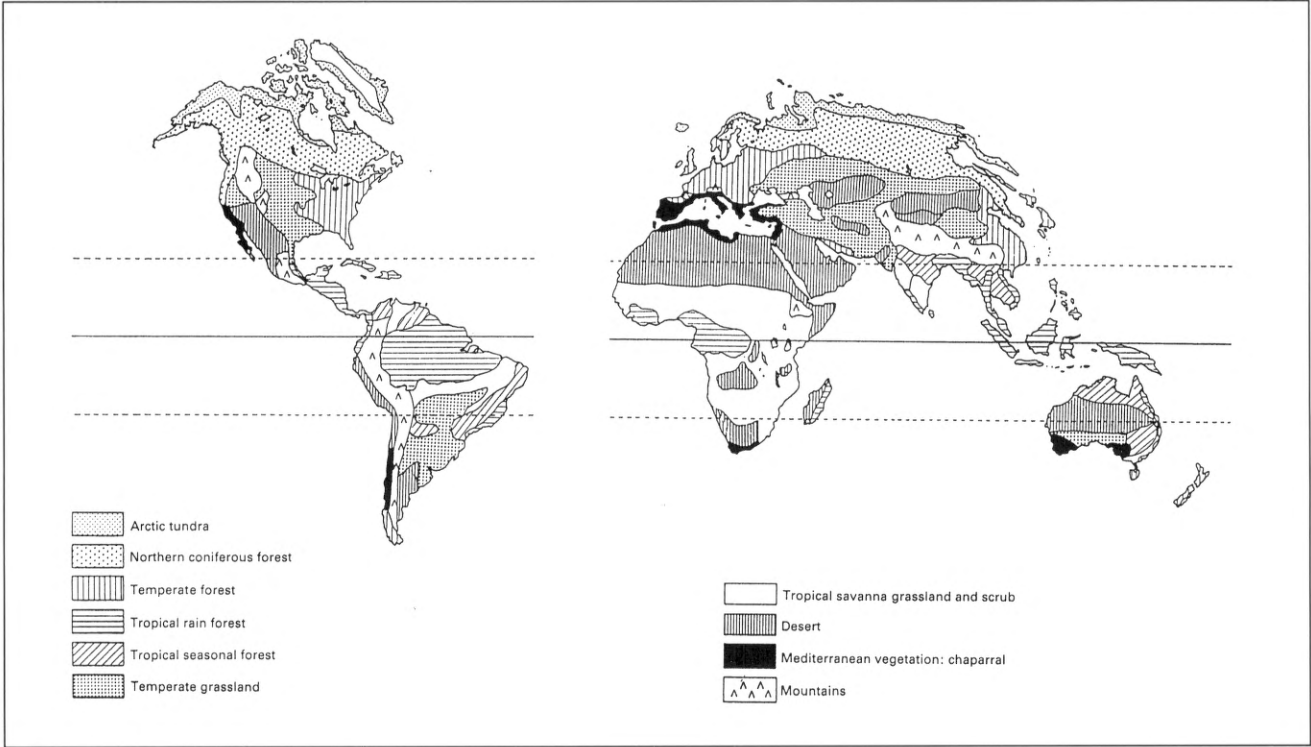 Arctic tundra
Northern coniferous forest
Temperate forest
Tropical rain forest
Tropical seasonal forest
Temperate grassland
Tropical savanna grassland and scrub
Desert
Mediterranean vegetation: chaparral
Mountains